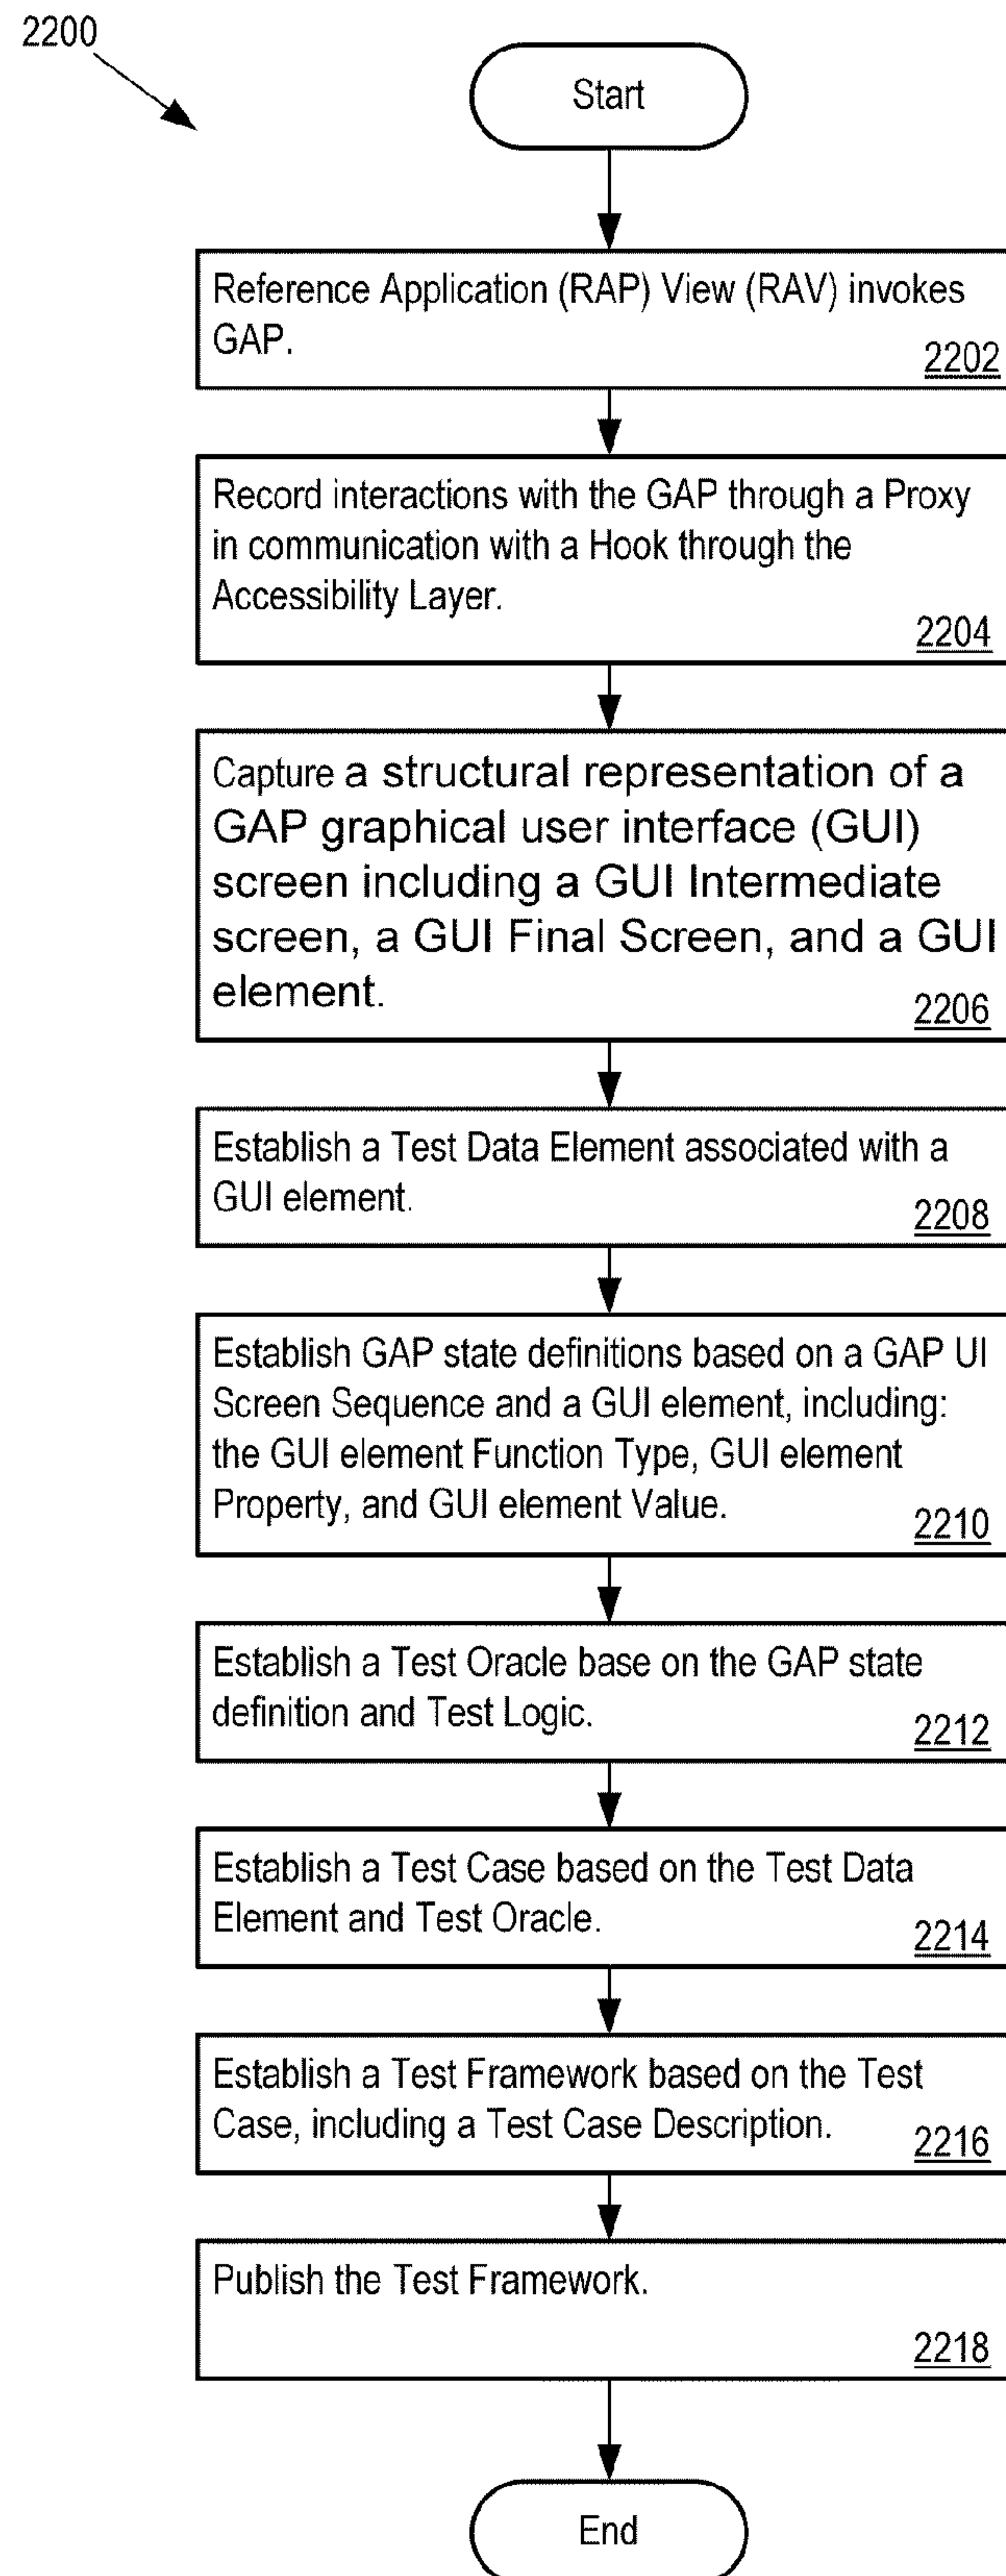 2200
Start
Reference Application (RAP) View (RAV) invokes
GAP.
2202
Record interactions with the GAP through a Proxy
in communication with a Hook through the
Accessibility Layer.
2204
Capture a structural representation of a
GAP graphical user interface (GUI)
screen including a GUI Intermediate
screen, a GUI Final Screen, and a GUI
element.
2206
Establish a Test Data Element associated with a
GUI element.
2208
Establish GAP state definitions based on a GAP UI
Screen Sequence and a GUI element, including:
the GUI element Function Type, GUI element
Property, and GUI element Value.
2210
Establish a Test Oracle base on the GAP state
definition and Test Logic.
2212
Establish a Test Case based on the Test Data
Element and Test Oracle.
2214
Establish a Test Framework based on the Test
Case, including a Test Case Description.
2216
Publish the Test Framework.
2218
End